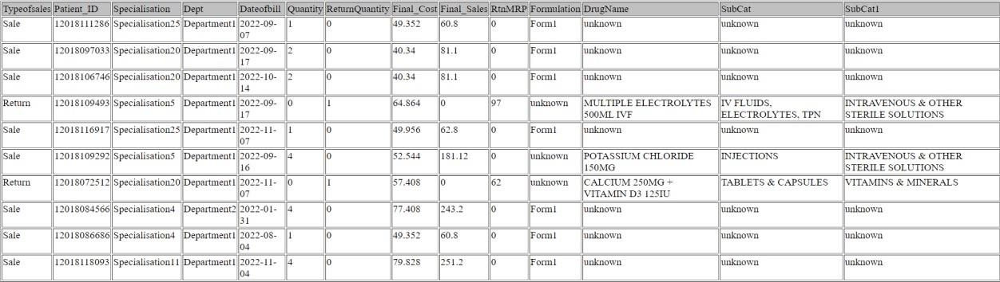 Typeofsales Patient_ID Specialisation Dept Dateofbill Quantity ReturnQuantity Final_Cost Final_Sales RtnMRP Formulation DrugName SubCat SubCat1
Sale 12018111286 Specialisation25 Department1 2022-09- 1 0 49.352 60.8 0 Form1 unknown unknown unknown
07
Sale 12018097033 Specialisation20 Department1 2022-09- 2 0 40.34 81.1 0 Form1 unknown unknown unknown
17
Sale 12018106746 Specialisation20 Department1 2022-10- 2 0 40.34 81.1 0 Form1 unknown unknown unknown
14
Return 12018109493 Specialisation5 Department1 2022-09- 0 1 64.864 0 97 unknown MULTIPLE ELECTROLYTES IV FLUIDS, INTRAVENOUS & OTHER
17 500ML IVF ELECTROLYTES, TPN STERILE SOLUTIONS
Sale 12018116917 Specialisation25 Department1 2022-11- 1 0 49.956 62.8 0 Form1 unknown unknown unknown
07
Sale 12018109292 Specialisation5 Department1 2022-09- 4 0 52.544 181.12 0 unknown POTASSIUM CHLORIDE INJECTIONS INTRAVENOUS & OTHER
16 150MG STERILE SOLUTIONS
Return 12018072512 Specialisation20 Department1 2022-11- 0 1 57.408 0 62 unknown CALCIUM 250MG + TABLETS & CAPSULES VITAMINS & MINERALS
07 VITAMIN D3 125IU
Sale 12018084566 Specialisation4 Department2 2022-01- 4 0 77.408 243.2 0 Form1 unknown unknown unknown
31
Sale 12018086686 Specialisation4 Department1 2022-08- 1 0 49.352 60.8 0 Form1 unknown unknown unknown
04
Sale 12018118093 Specialisation11 Department1 2022-11- 4 0 79.828 251.2 0 Form1 unknown unknown unknown
04